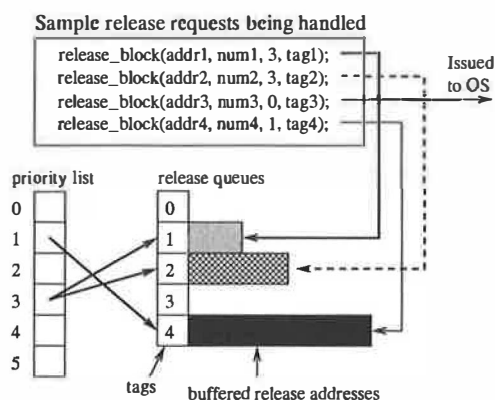 Sample release requests being handled
release_block(addr1, num1, 3, tag1);
release_block(addr2, num2, 3, tag2);
release_block(addr3, num3, 0, tag3);
release_block(addr4, num4, 1, tag4);
Issued
to OS
priority list
release queues
0
1
2
3
4
5
0
1
2
3
4
tags
buffered release addresses